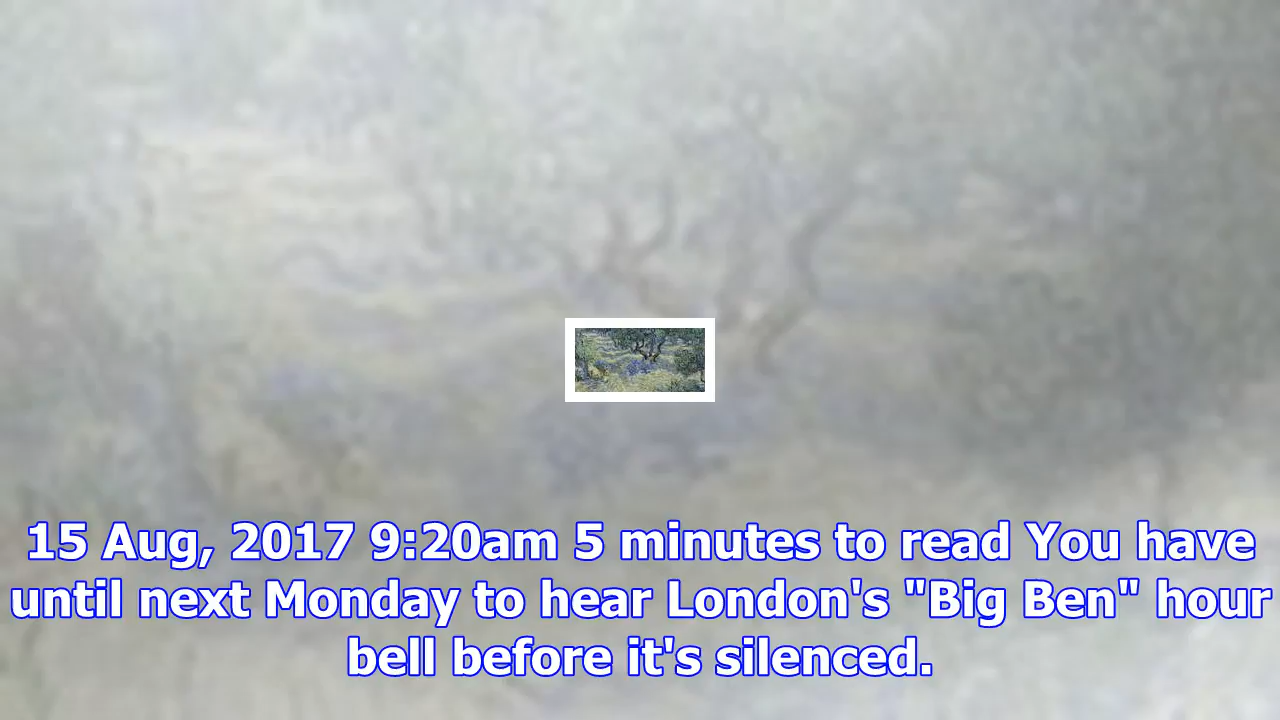 15 Aug, 2017 9:20am 5 minutes to read You have
until next Monday to hear London's "Big Ben" hour
bell before it's silenced.